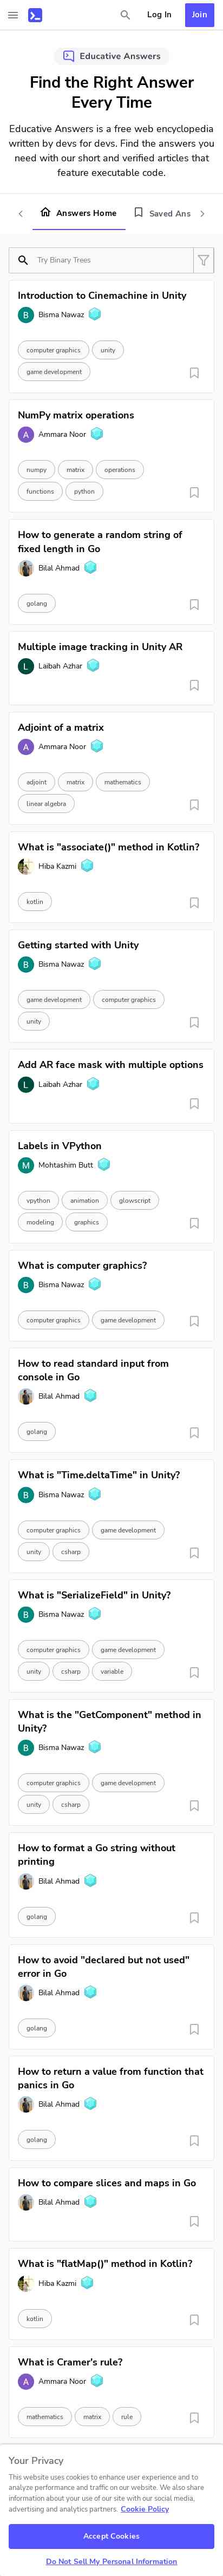 Log In
Join
Educative Answers
Find the Right Answer
Every Time
Educative Answers is a free web encyclopedia
written by devs for devs. Find the answers you
need with our short and verified articles that
feature executable code.
Answers Home
Saved Ans
Try Binary Trees
Introduction to Cinemachine in Unity
B
Bisma Nawaz
computer graphics
unity
game development
NumPy matrix operations
A
Ammara Noor
numpy
matrix
operations
functions
python
How to generate a random string of
fixed length in Go
Bilal Ahmad
golang
Multiple image tracking in Unity AR
L
Laibah Azhar
Adjoint of a matrix
A
Ammara Noor
adjoint
matrix
mathematics
linear algebra
What is "associate()" method in Kotlin?
Hiba Kazmi
kotlin
Getting started with Unity
B
Bisma Nawaz
game development
computer graphics
unity
Add AR face mask with multiple options
L
Laibah Azhar
Labels in VPython
M
Mohtashim Butt
vpython
animation
glowscript
modeling
graphics
What is computer graphics?
B
Bisma Nawaz
computer graphics
game development
How to read standard input from
console in Go
Bilal Ahmad
golang
What is "Time.deltaTime" in Unity?
B
Bisma Nawaz
computer graphics
game development
unity
csharp
What is "SerializeField" in Unity?
B
Bisma Nawaz
computer graphics
game development
unity
csharp
variable
What is the "GetComponent" method in
Unity?
B
Bisma Nawaz
computer graphics
game development
unity
csharp
How to format a Go string without
printing
Bilal Ahmad
golang
How to avoid "declared but not used"
error in Go
Bilal Ahmad
golang
How to return a value from function that
panics in Go
Bilal Ahmad
golang
How to compare slices and maps in Go
Bilal Ahmad
What is "flatMap()" method in Kotlin?
Hiba Kazmi
kotlin
What is Cramer's rule?
A
Ammara Noor
mathematics
matrix
rule
Your Privacy
This website uses cookies to enhance user experience and to
analyze performance and traffic on our website. We also share
information about your use of our site with our social media,
advertising and analytics partners. Cookie Policy
Accept Cookies
Do Not Sell My Personal Information